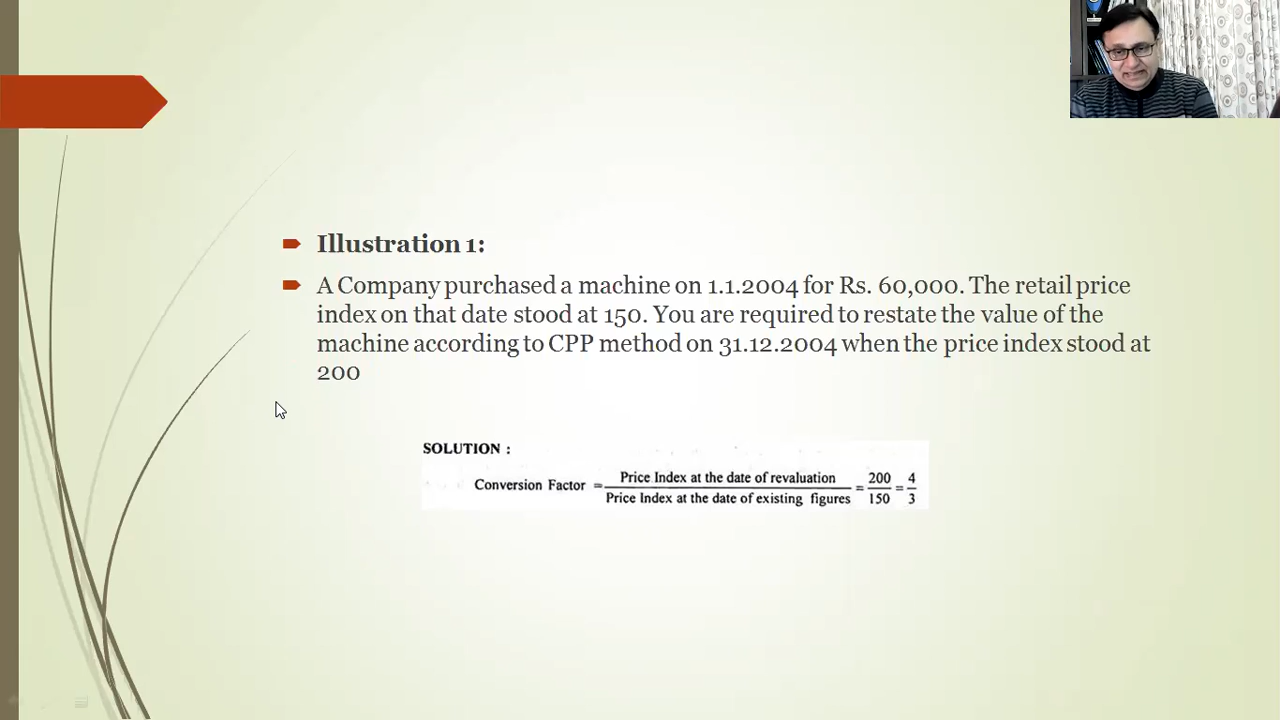 Illustration 1:
A Company purchased a machine on 1.1.2004 for Rs. 60,000. The retail price
index on that date stood at 150. You are required to restate the value of the
machine according to CPP method on 31.12.2004 when the price index stood at
200
SOLUTION :
Conversion Factor = Price Index at the date of revaluation / Price Index at the date of existing figures = 200/150 = 4/3